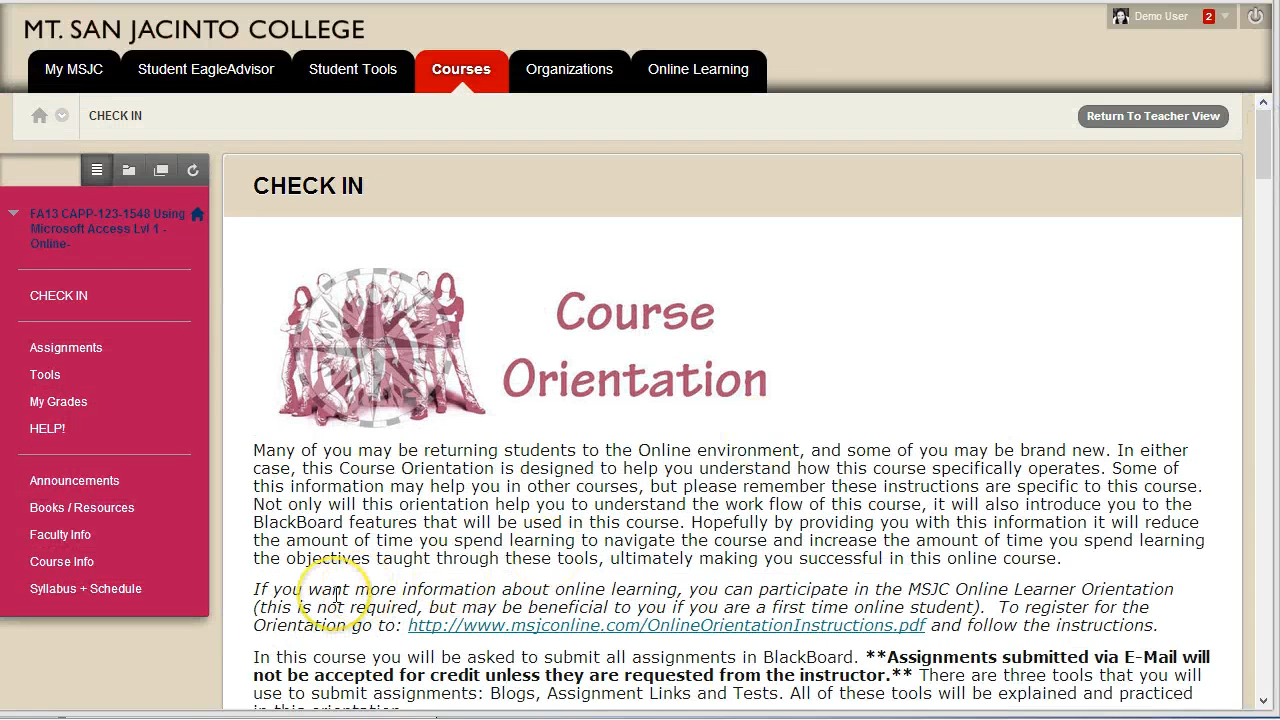 MT. SAN JACINTO COLLEGE
Demo User 2
My MSJC Student EagleAdvisor Student Tools Courses Organizations Online Learning
CHECK IN Return To Teacher View
FA13 CAPP-123-1548 Using
Microsoft Access Lvl 1 -
Online-
CHECK IN
Assignments
Tools
My Grades
HELP!
Announcements
Books / Resources
Faculty Info
Course Info
Syllabus + Schedule
CHECK IN
Course
Orientation
Many of you may be returning students to the Online environment, and some of you may be brand new. In either
case, this Course Orientation is designed to help you understand how this course specifically operates. Some of
this information may help you in other courses, but please remember these instructions are specific to this course.
Not only will this orientation help you to understand the work flow of this course, it will also introduce you to the
BlackBoard features that will be used in this course. Hopefully by providing you with this information it will reduce
the amount of time you spend learning to navigate the course and increase the amount of time you spend learning
the objectives taught through these tools, ultimately making you successful in this online course.
If you want more information about online learning, you can participate in the MSJC Online Learner Orientation
(this is not required, but may be beneficial to you if you are a first time online student). To register for the
Orientation go to: http://www.msjconline.com/OnlineOrientationInstructions.pdf and follow the instructions.
In this course you will be asked to submit all assignments in BlackBoard. **Assignments submitted via E-Mail will
not be accepted for credit unless they are requested from the instructor.** There are three tools that you will
use to submit assignments: Blogs, Assignment Links and Tests. All of these tools will be explained and practiced
in this orientation.